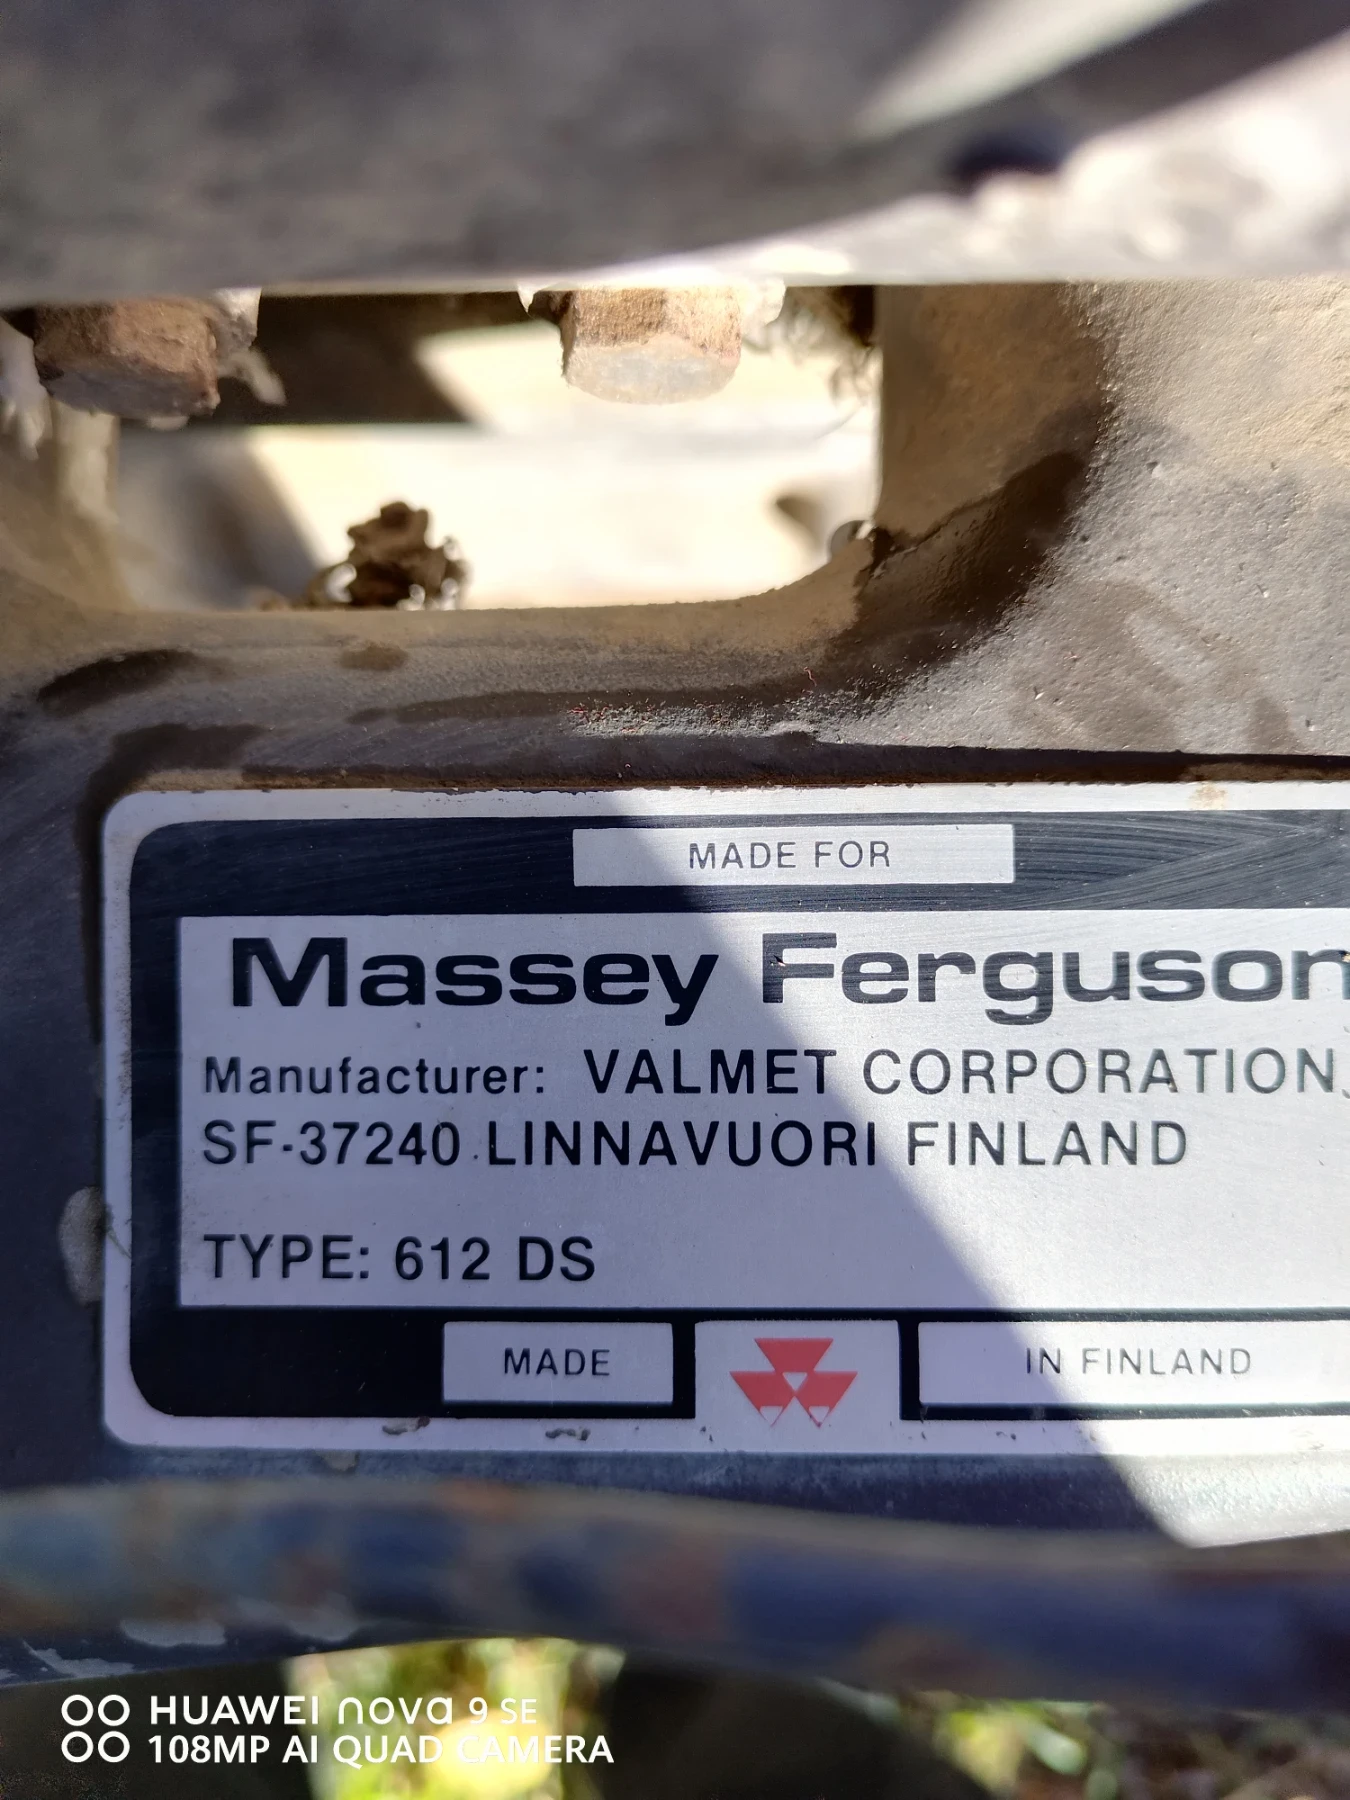 MADE FOR
Massey Ferguson
Manufacturer: VALMET CORPORATION
SF-37240 LINNAVUORI FINLAND
TYPE: 612 DS
MADE IN FINLAND
HUAWEI nova 9 SE
108MP AI QUAD CAMERA